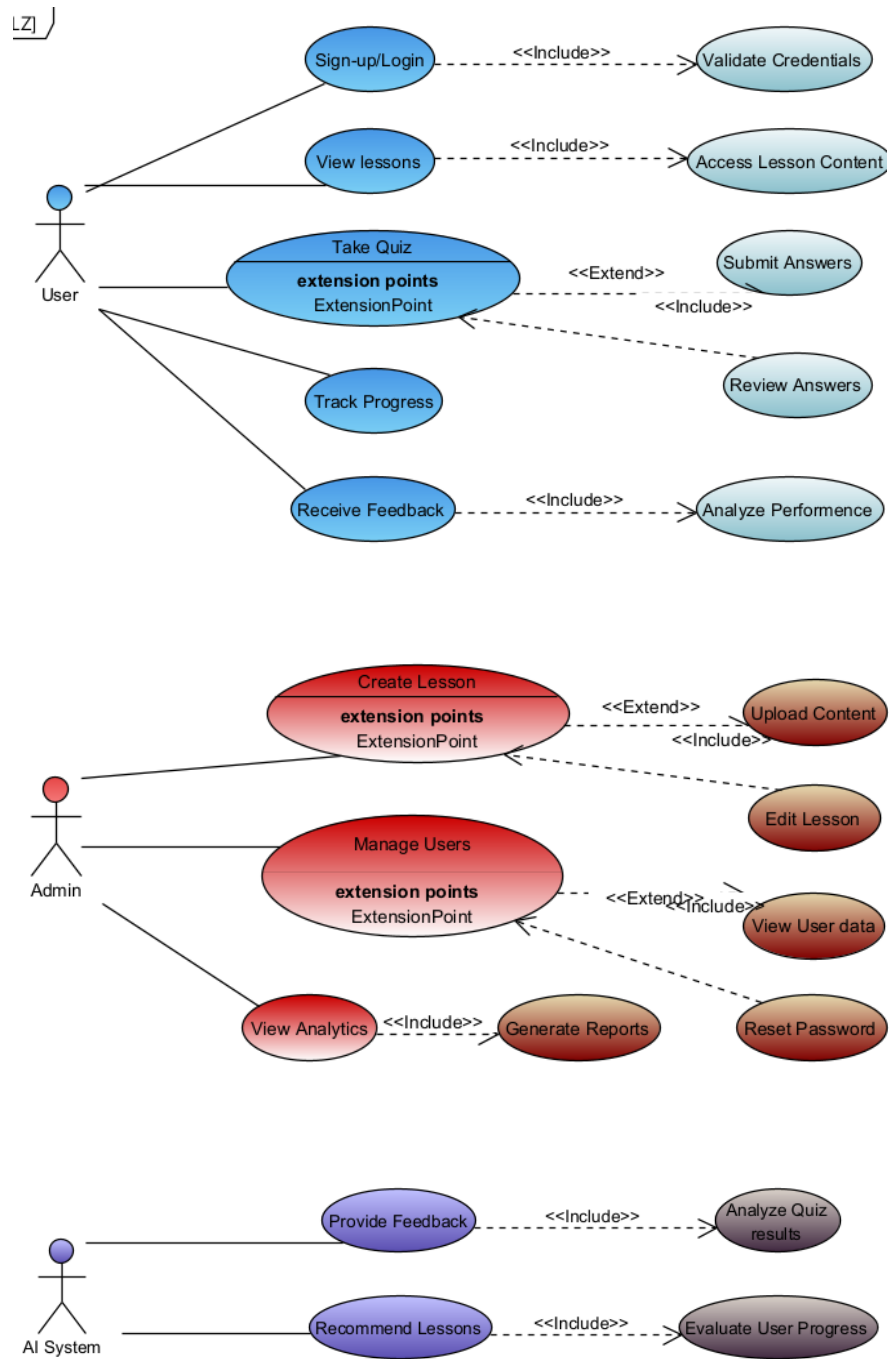 LZ]
Sign-up/Login
<<Include>>
Validate Credentials
View lessons
<<Include>>
Access Lesson Content
User
Take Quiz
extension points
ExtensionPoint
<<Extend>>
Submit Answers
<<Include>>
Review Answers
Track Progress
Receive Feedback
<<Include>>
Analyze Performence
Admin
Create Lesson
extension points
ExtensionPoint
<<Extend>>
Upload Content
<<Include>>
Edit Lesson
Manage Users
extension points
ExtensionPoint
<<Extend>>
<<Include>>
View User data
View Analytics
<<Include>>
Generate Reports
Reset Password
AI System
Provide Feedback
<<Include>>
Analyze Quiz
results
Recommend Lessons
<<Include>>
Evaluate User Progress